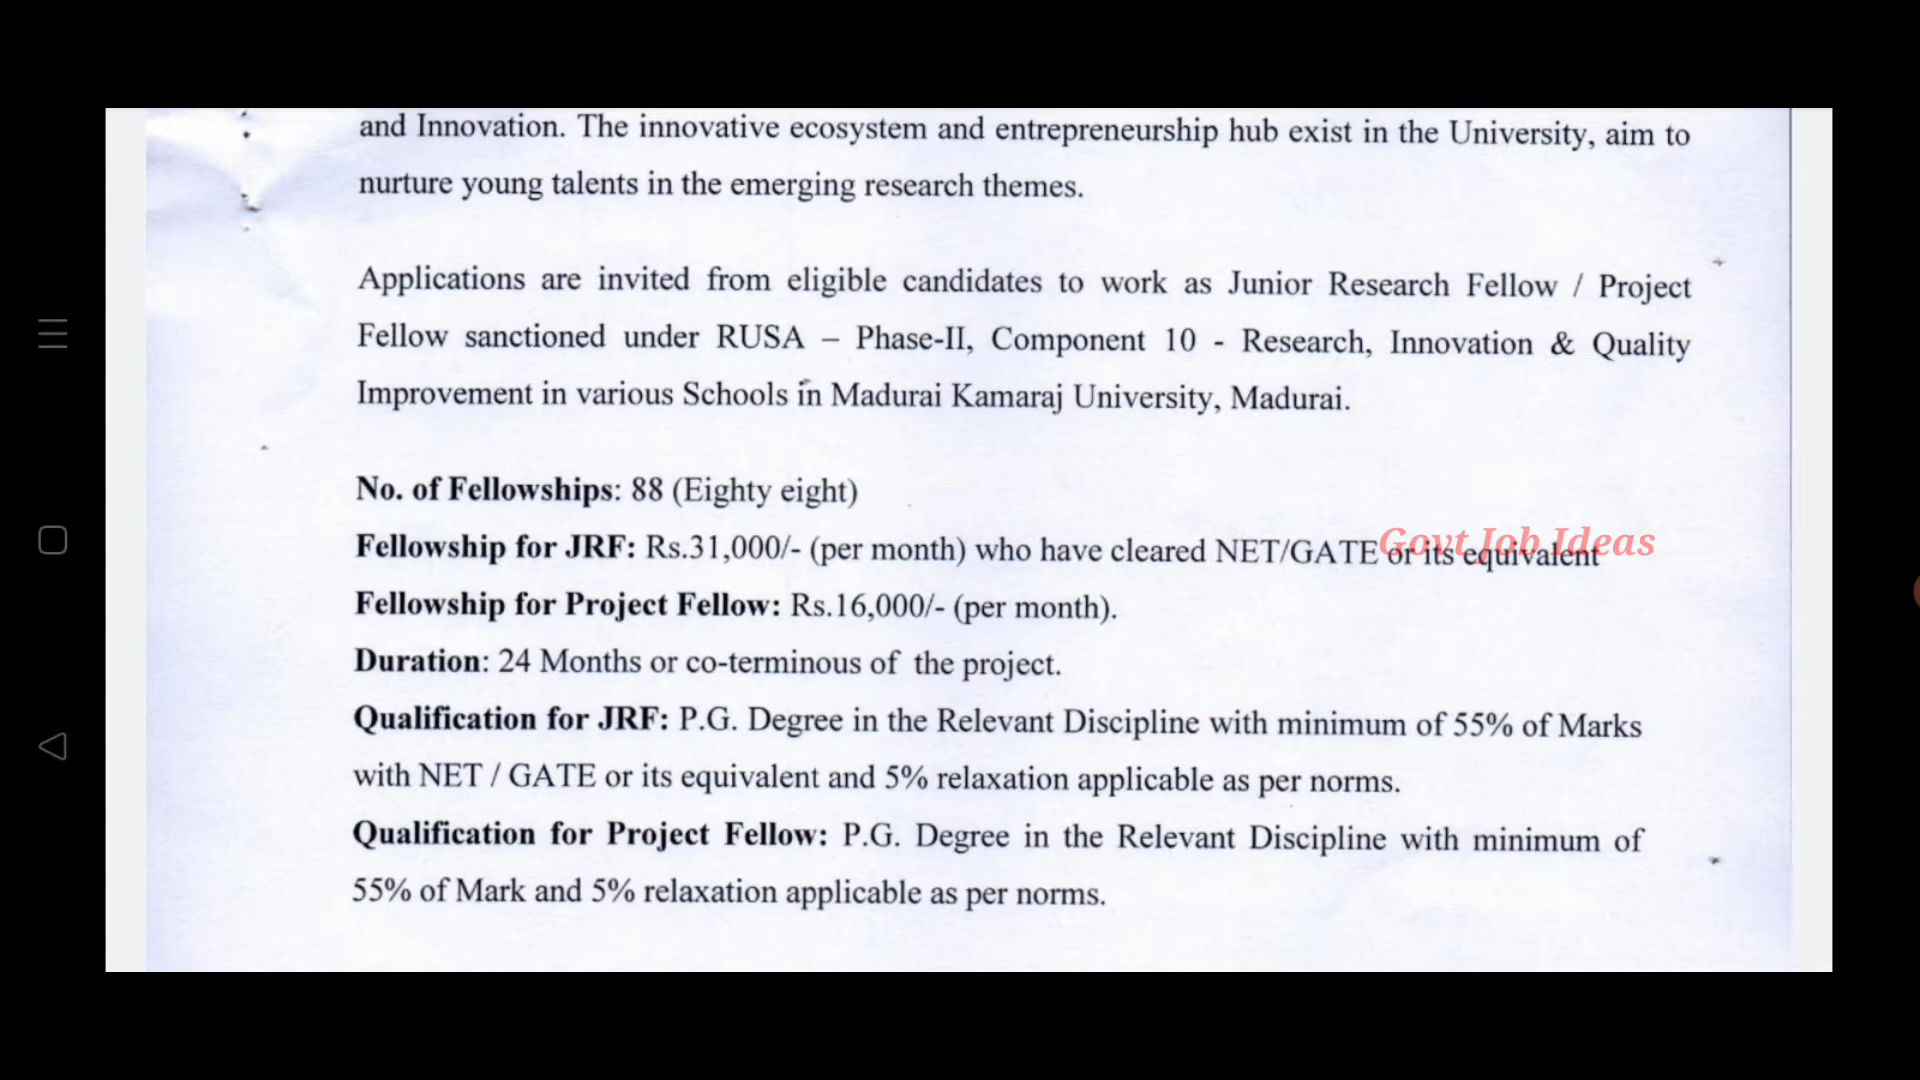 and Innovation. The innovative ecosystem and entrepreneurship hub exist in the University, aim to
nurture young talents in the emerging research themes.
Applications are invited from eligible candidates to work as Junior Research Fellow / Project
Fellow sanctioned under RUSA – Phase-II, Component 10 - Research, Innovation & Quality
Improvement in various Schools in Madurai Kamaraj University, Madurai.
No. of Fellowships: 88 (Eighty eight)
Fellowship for JRF: Rs.31,000/- (per month) who have cleared NET/GATE or its equivalent
Govt Job Ideas
Fellowship for Project Fellow: Rs.16,000/- (per month).
Duration: 24 Months or co-terminous of the project.
Qualification for JRF: P.G. Degree in the Relevant Discipline with minimum of 55% of Marks
with NET / GATE or its equivalent and 5% relaxation applicable as per norms.
Qualification for Project Fellow: P.G. Degree in the Relevant Discipline with minimum of
55% of Mark and 5% relaxation applicable as per norms.